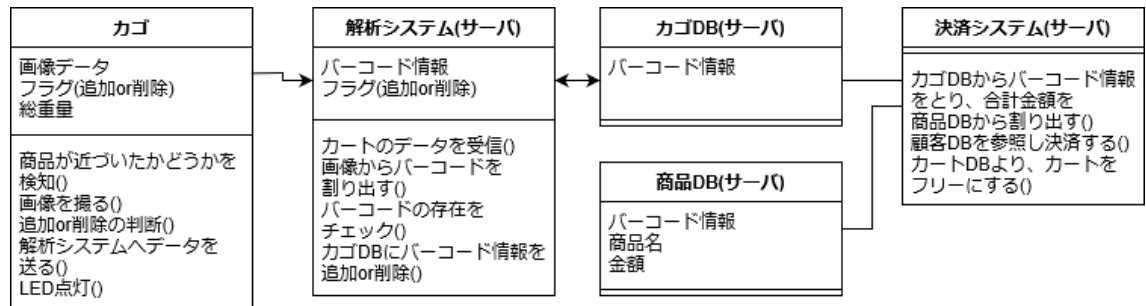 カゴ
画像データ
フラグ(追加or削除)
総重量
商品が近づいたかどうかを
検知()
画像を撮る()
追加or削除の判断()
解析システムへデータを
送る()
LED点灯()
解析システム(サーバ)
バーコード情報
フラグ(追加or削除)
カートのデータを受信()
画像からバーコードを
割り出す()
バーコードの存在を
チェック()
カゴDBにバーコード情報を
追加or削除()
カゴDB(サーバ)
バーコード情報
商品DB(サーバ)
バーコード情報
商品名
金額
決済システム(サーバ)
カゴDBからバーコード情報
をとり、合計金額を
商品DBから割り出す()
顧客DBを参照し決済する()
カートDBより、カートを
フリーにする()